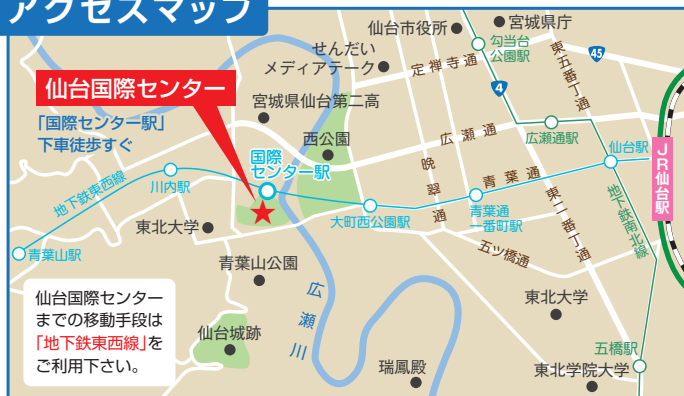 アクセスマップ
仙台市役所
宮城県庁
せんだい
メディアテーク
勾当台
公園駅
定禅寺通
東五番丁通
45
4
仙台国際センター
宮城県仙台第二高
「国際センター駅」
下車徒歩すぐ
西公園
広瀬通
広瀬通駅
仙台駅
JR仙台駅
国際
センター駅
晩翠通
青葉通
地下鉄東西線
川内駅
大町西公園駅
青葉通
一番町駅
東二番丁通
地下鉄南北線
東北大学
青葉山駅
五ツ橋通
青葉山公園
広瀬川
仙台国際センター
までの移動手段は
「地下鉄東西線」を
ご利用下さい。
東北大学
仙台城跡
五橋駅
瑞鳳殿
東北学院大学